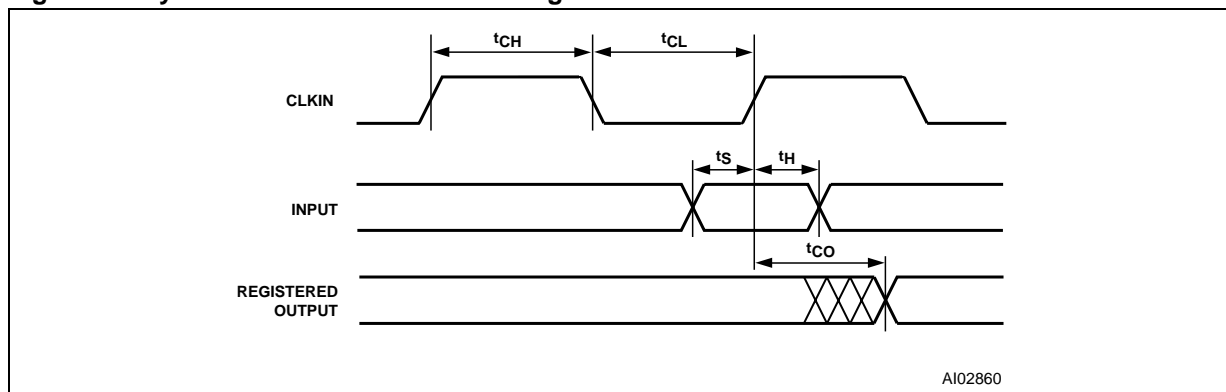 tCH
tCL
CLKIN
tS
tH
INPUT
tCO
REGISTERED
OUTPUT
AI02860